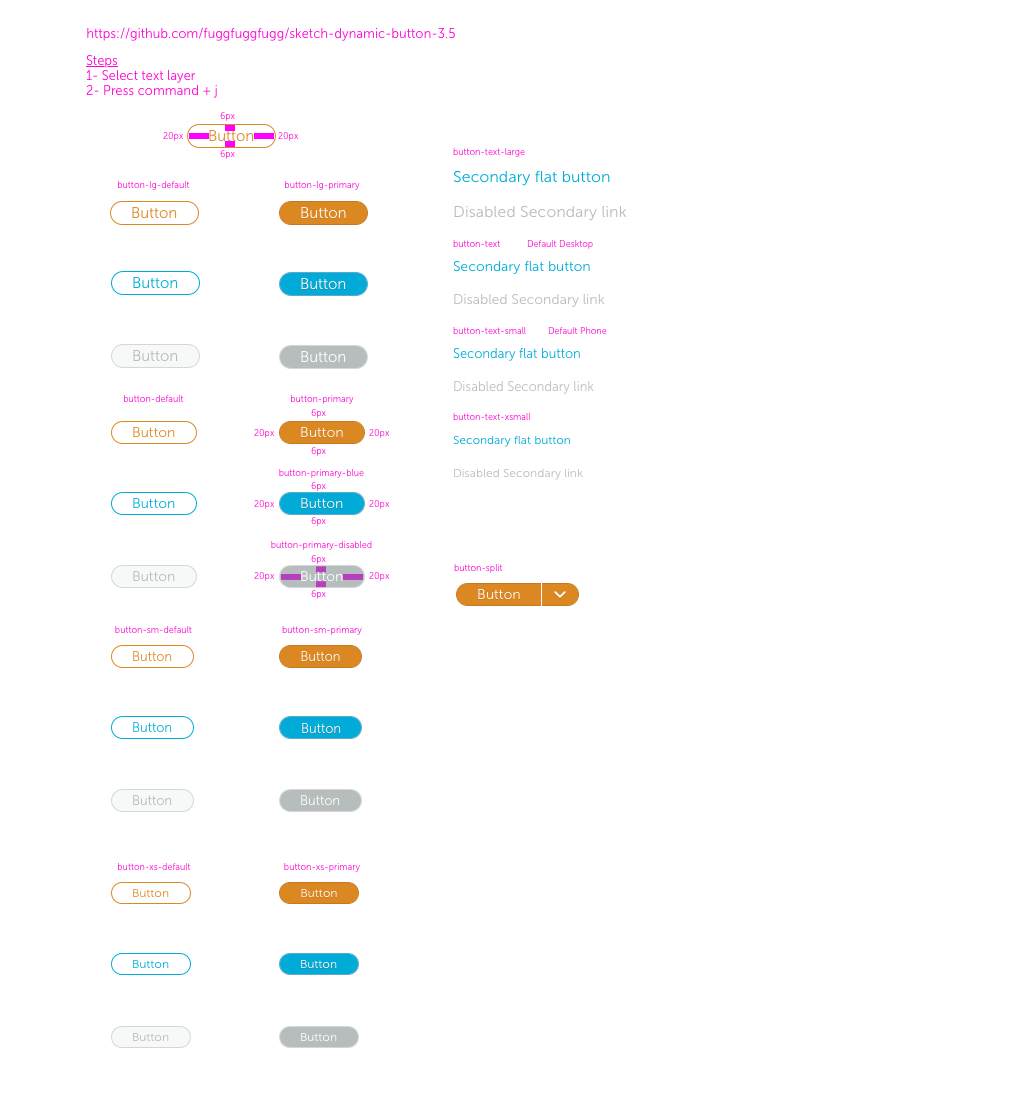 https://github.com/fuggfuggfugg/sketch-dynamic-button-3.5
Steps
1- Select text layer
2- Press command + j
6px
20px Button 20px
6px
button-lg-default button-lg-primary
Button Button
Button Button
Button Button
button-default button-primary
6px
Button 20px Button 20px
6px
button-primary-blue
6px
Button 20px Button 20px
6px
button-primary-disabled
6px
Button 20px Button 20px
6px
button-sm-default button-sm-primary
Button Button
Button Button
Button Button
button-xs-default button-xs-primary
Button Button
Button Button
Button Button
button-text-large
Secondary flat button
Disabled Secondary link
button-text Default Desktop
Secondary flat button
Disabled Secondary link
button-text-small Default Phone
Secondary flat button
Disabled Secondary link
button-text-xsmall
Secondary flat button
Disabled Secondary link
button-split
Button